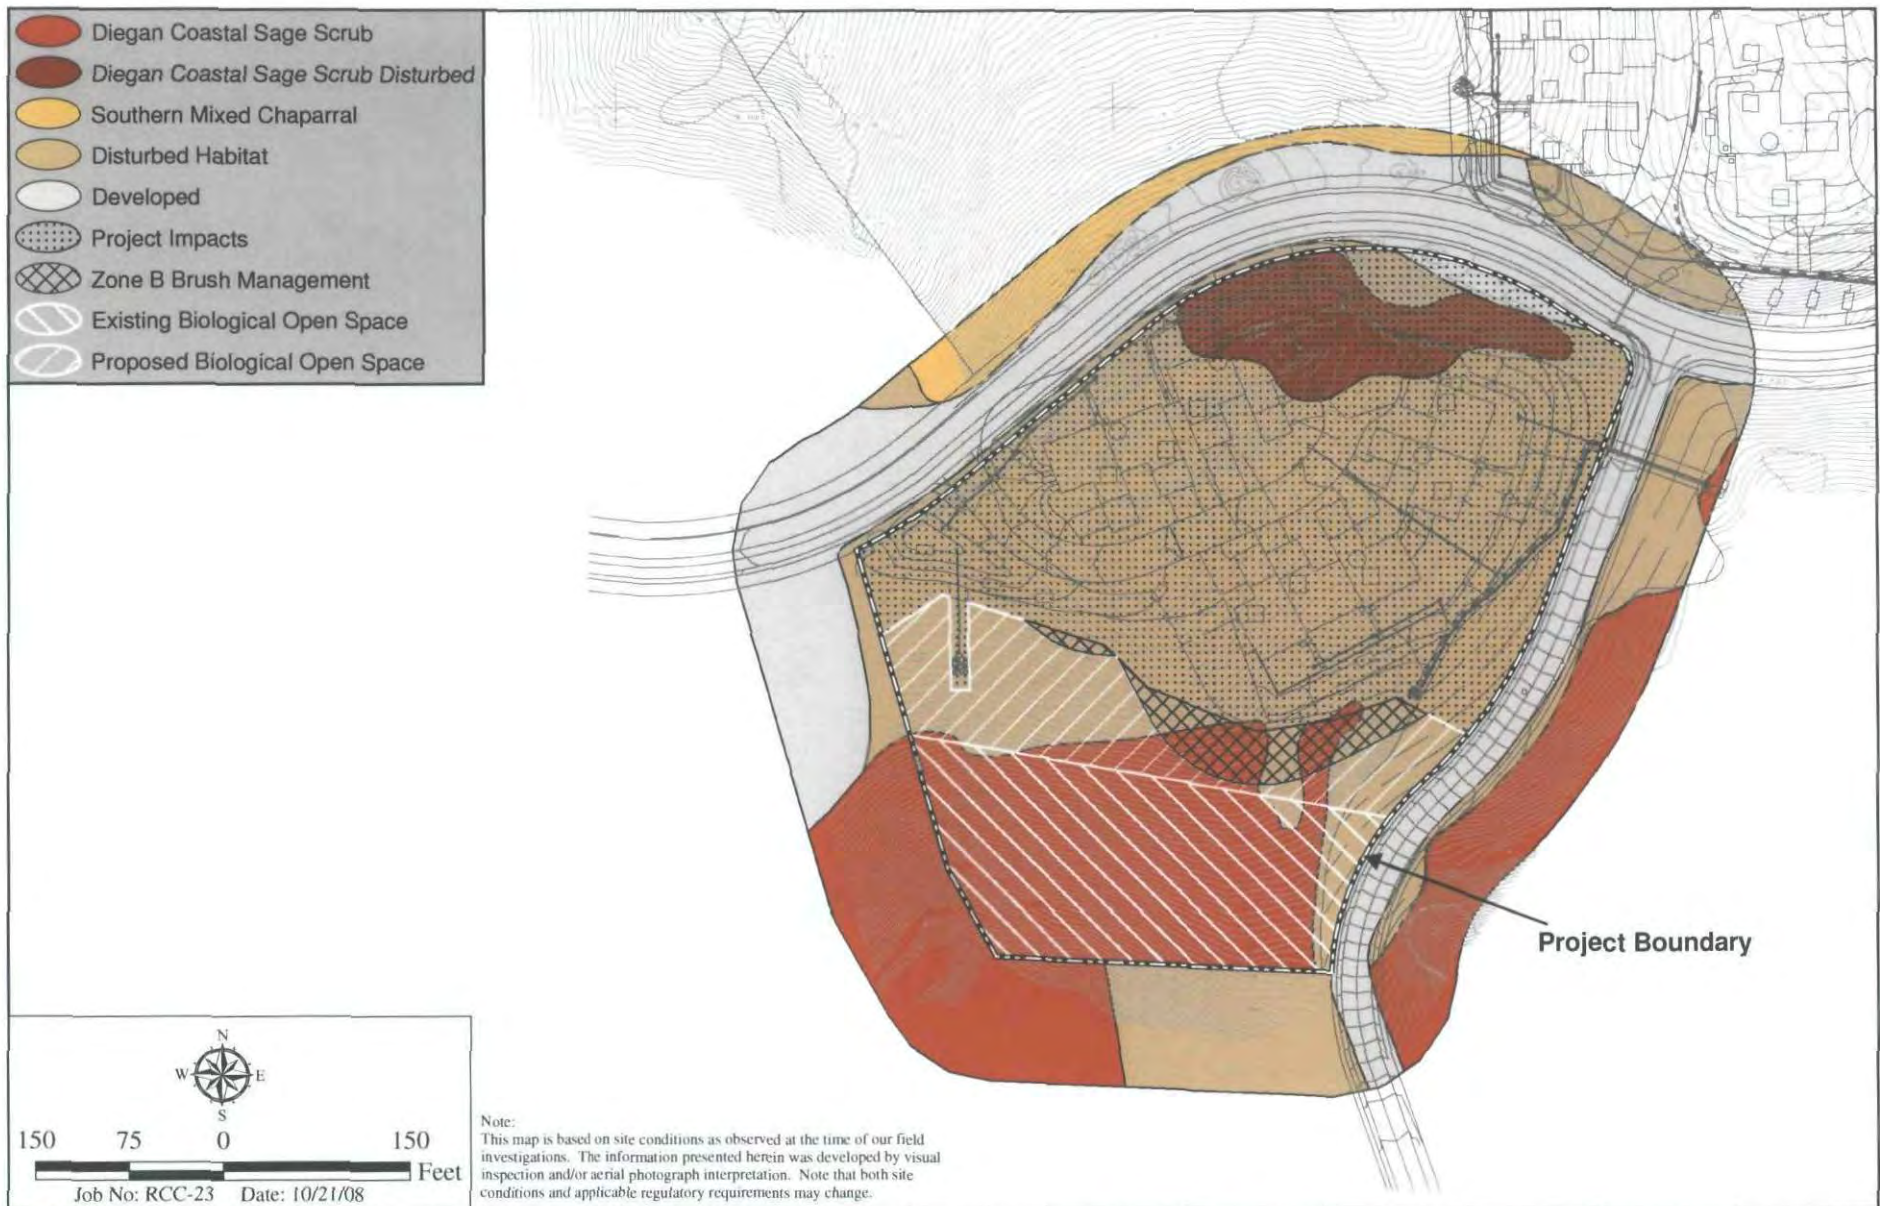 Diegan Coastal Sage Scrub
Diegan Coastal Sage Scrub Disturbed
Southern Mixed Chaparral
Disturbed Habitat
Developed
Project Impacts
Zone B Brush Management
Existing Biological Open Space
Proposed Biological Open Space
Project Boundary
N
W E
S
150 75 0 150
Feet
Job No: RCC-23 Date: 10/21/08
Note:
This map is based on site conditions as observed at the time of our field
investigations. The information presented herein was developed by visual
inspection and/or aerial photograph interpretation. Note that both site
conditions and applicable regulatory requirements may change.